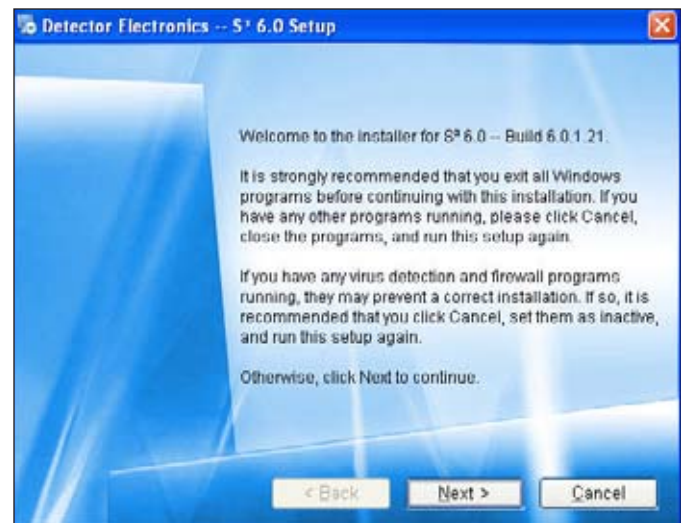 Detector Electronics -- S³ 6.0 Setup
Welcome to the installer for S³ 6.0 -- Build 6.0.1.21.
It is strongly recommended that you exit all Windows
programs before continuing with this installation. If you
have any other programs running, please click Cancel,
close the programs, and run this setup again.
If you have any virus detection and firewall programs
running, they may prevent a correct installation. If so, it is
recommended that you click Cancel, set them as inactive,
and run this setup again.
Otherwise, click Next to continue.
< Back Next > Cancel